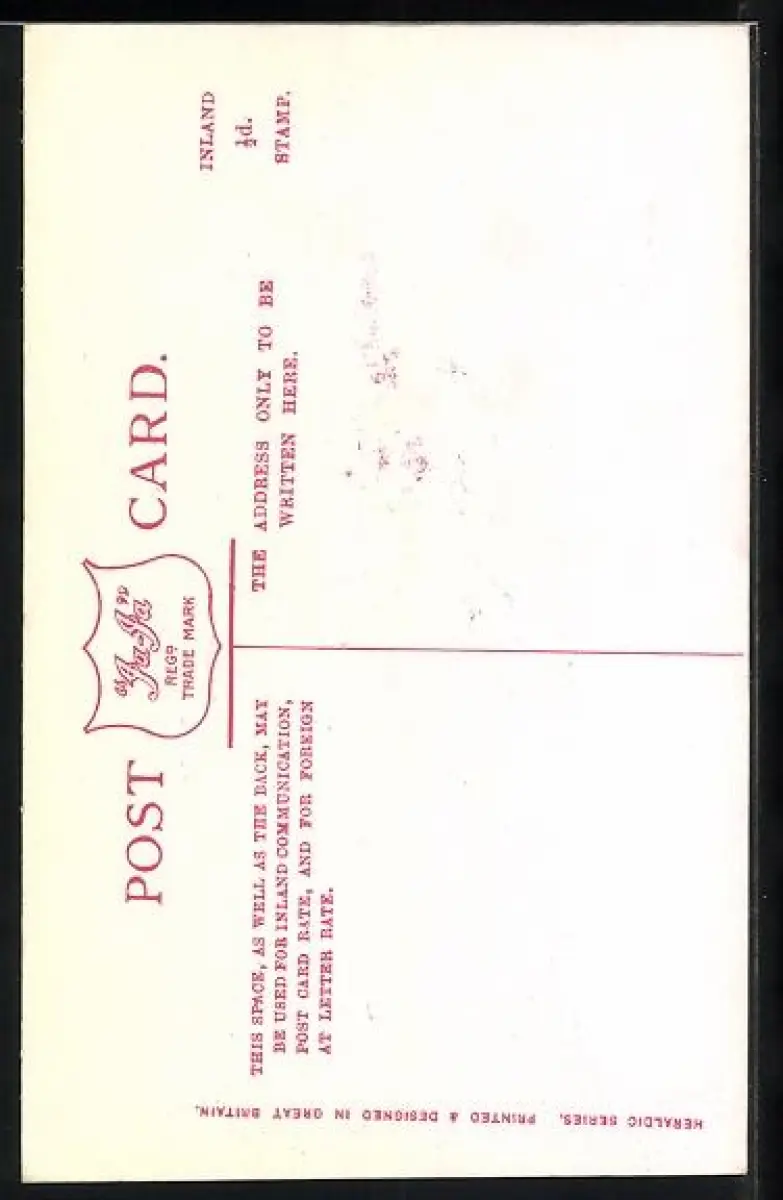 POST CARD.
"Ja-Ja"
REGD
TRADE MARK
THIS SPACE, AS WELL AS THE BACK, MAY
BE USED FOR INLAND COMMUNICATION,
POST CARD RATE, AND FOR FOREIGN
AT LETTER RATE.
THE ADDRESS ONLY TO BE
WRITTEN HERE.
INLAND
½d.
STAMP.
HERALDIC SERIES. PRINTED & DESIGNED IN GREAT BRITAIN.